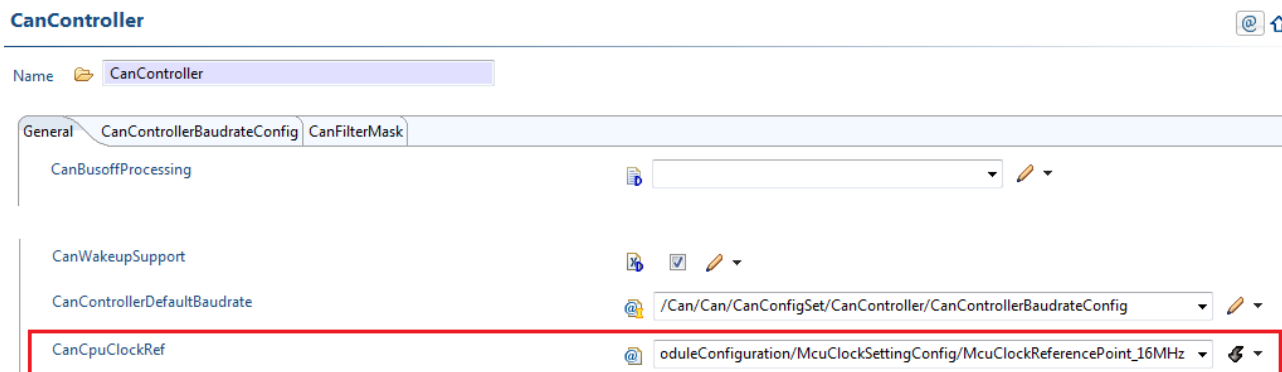 CanController
Name CanController
General CanControllerBaudrateConfig CanFilterMask
CanBusoffProcessing
CanWakeupSupport
CanControllerDefaultBaudrate /Can/Can/CanConfigSet/CanController/CanControllerBaudrateConfig
CanCpuClockRef oduleConfiguration/McuClockSettingConfig/McuClockReferencePoint_16MHz